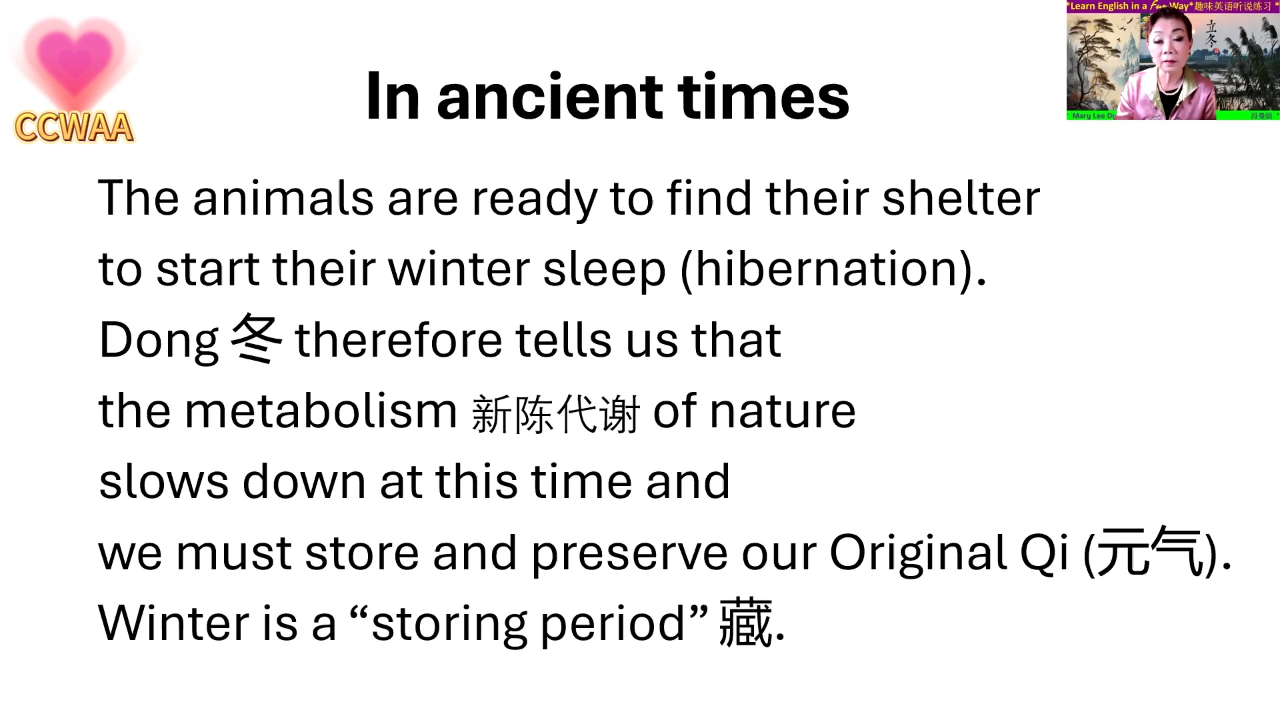 *Learn English in a Fun Way*趣味英语听说练习*
立冬
CCWAA
In ancient times
The animals are ready to find their shelter
to start their winter sleep (hibernation).
Dong 冬 therefore tells us that
the metabolism 新陈代谢 of nature
slows down at this time and
we must store and preserve our Original Qi (元气).
Winter is a “storing period” 藏.
Mary Lee